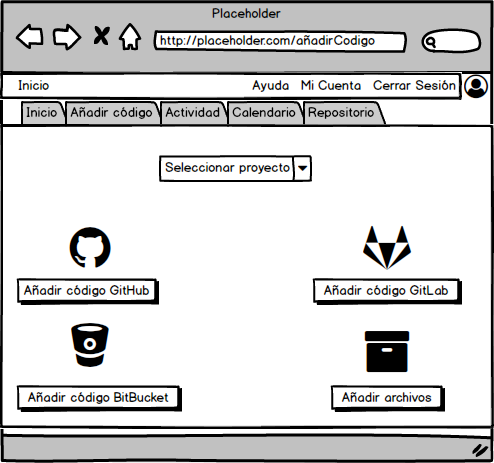 Placeholder
http://placeholder.com/añadirCodigo
Inicio Ayuda Mi Cuenta Cerrar Sesión
Inicio Añadir código Actividad Calendario Repositorio
Seleccionar proyecto
Añadir código GitHub Añadir código GitLab
Añadir código BitBucket Añadir archivos